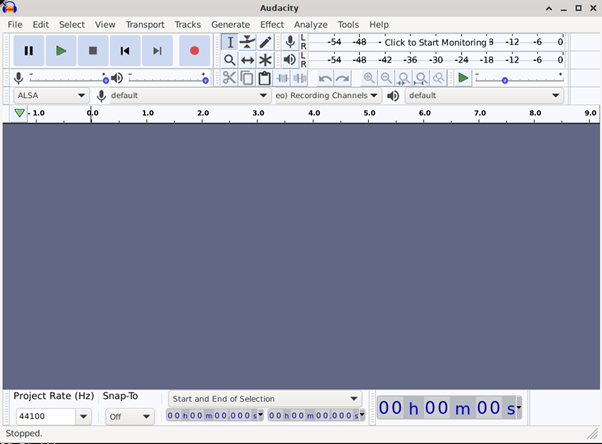 Audacity
File Edit Select View Transport Tracks Generate Effect Analyze Tools Help
L R -54 -48 - Click to Start Monitoring 8 -12 -6 0
L R -54 -48 -42 -36 -30 -24 -18 -12 -6 0
ALSA default eo) Recording Channels default
- 1.0 0.0 1.0 2.0 3.0 4.0 5.0 6.0 7.0 8.0 9.0
Project Rate (Hz) Snap-To Start and End of Selection
44100 Off 00 h 00 m 00.000 s 00 h 00 m 00.000 s 00 h 00 m 00 s
Stopped.